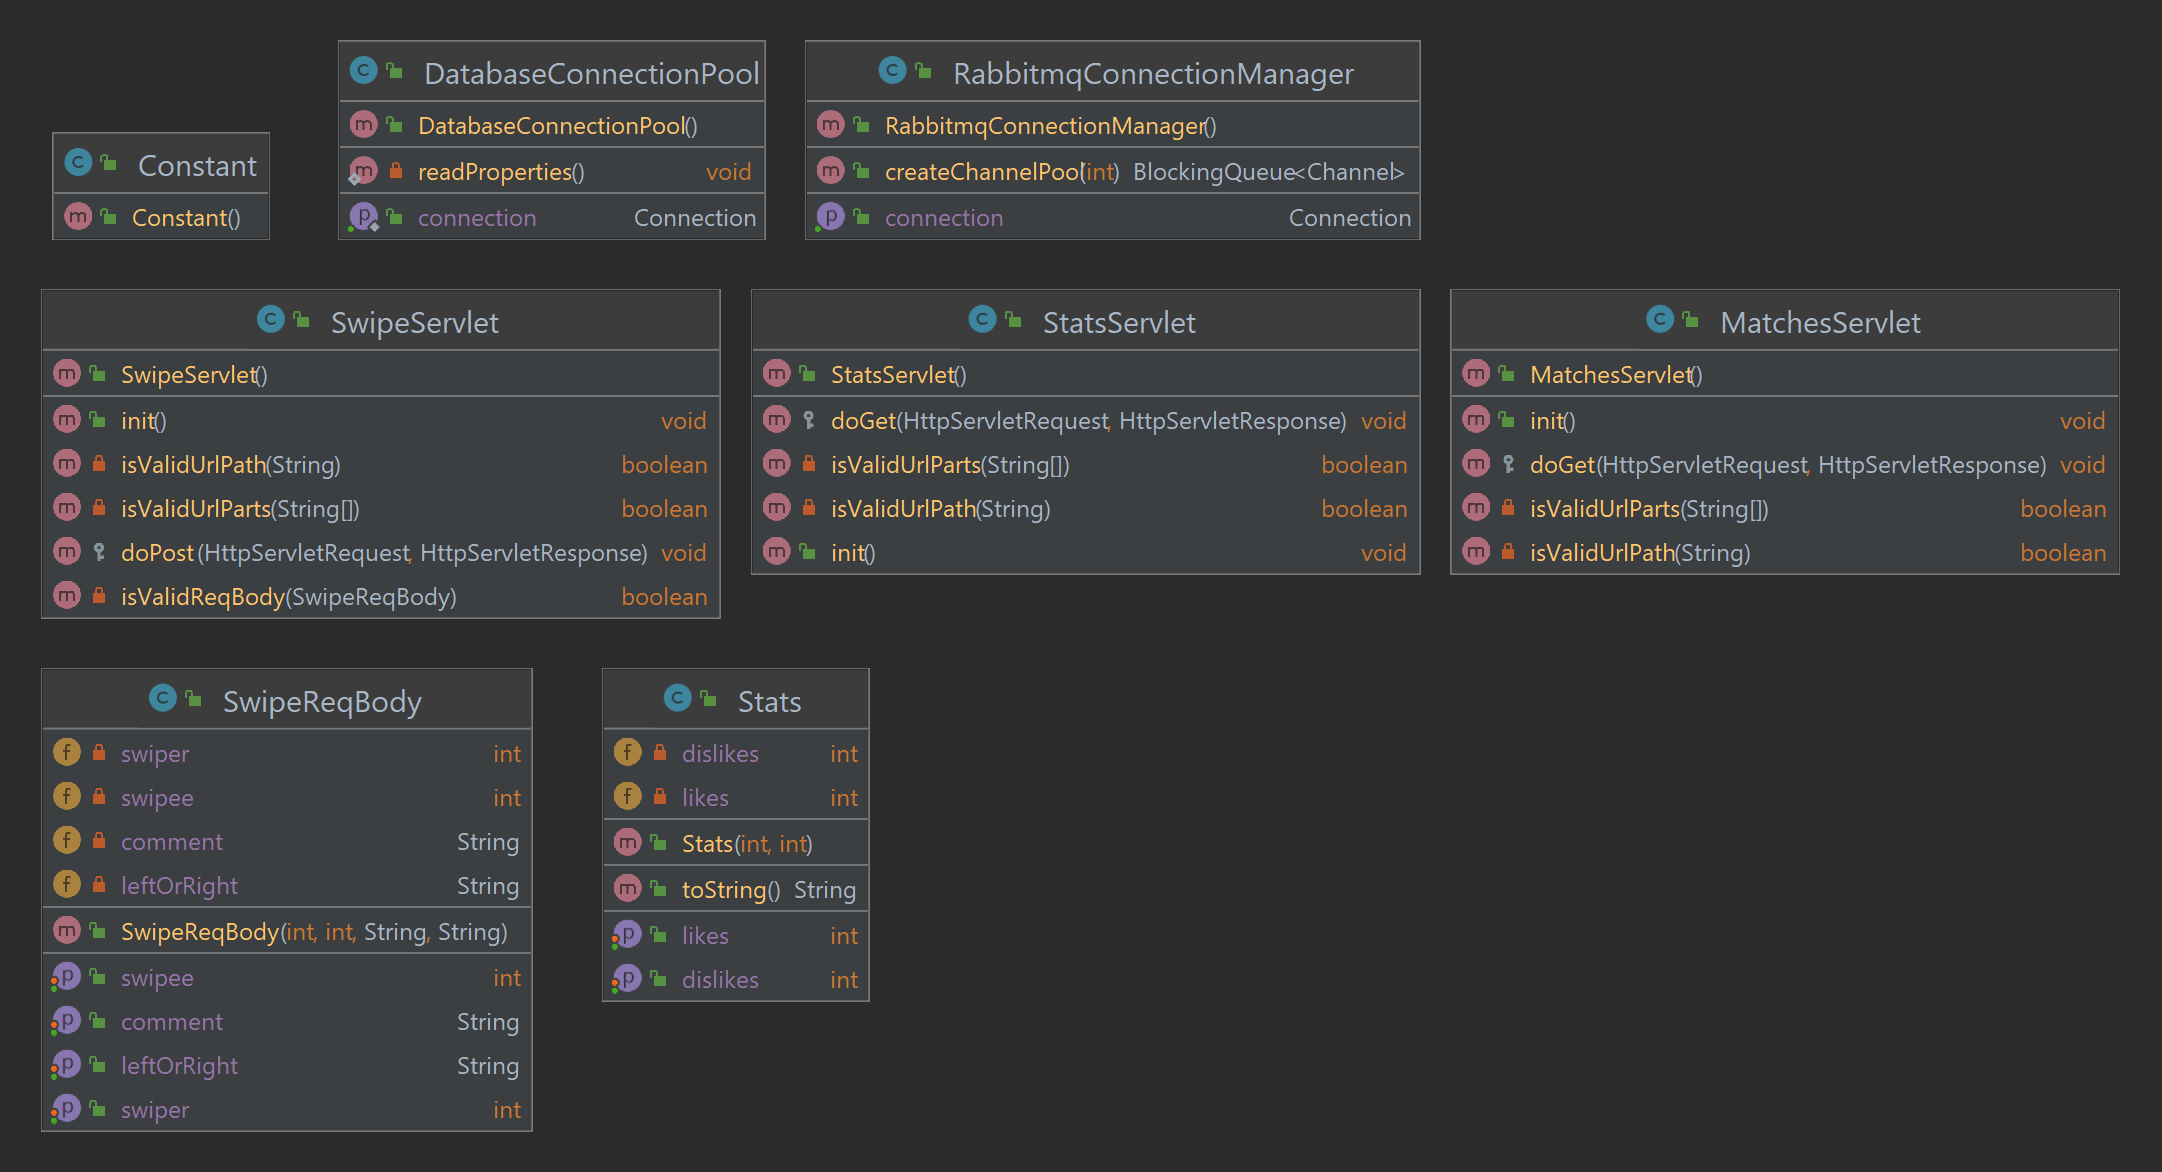 Constant
Constant()
DatabaseConnectionPool
DatabaseConnectionPool()
readProperties() void
connection Connection
RabbitmqConnectionManager
RabbitmqConnectionManager()
createChannelPool(int) BlockingQueue<Channel>
connection Connection
SwipeServlet
SwipeServlet()
init() void
isValidUrlPath(String) boolean
isValidUrlParts(String[]) boolean
doPost(HttpServletRequest, HttpServletResponse) void
isValidReqBody(SwipeReqBody) boolean
StatsServlet
StatsServlet()
doGet(HttpServletRequest, HttpServletResponse) void
isValidUrlParts(String[]) boolean
isValidUrlPath(String) boolean
init() void
MatchesServlet
MatchesServlet()
init() void
doGet(HttpServletRequest, HttpServletResponse) void
isValidUrlParts(String[]) boolean
isValidUrlPath(String) boolean
SwipeReqBody
swiper int
swipee int
comment String
leftOrRight String
SwipeReqBody(int, int, String, String)
swipee int
comment String
leftOrRight String
swiper int
Stats
dislikes int
likes int
Stats(int, int)
toString() String
likes int
dislikes int